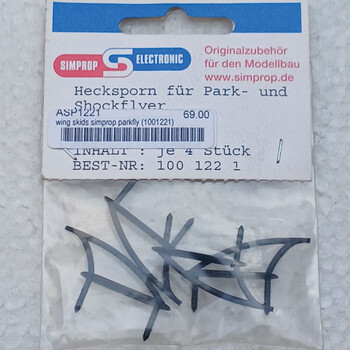 SIMPROP ELECTRONIC
Originalzubehör
für den Modellbau
www.simprop.de
Hecksporn für Park- und
Shockflyer
ASP1221 69.00
wing skids simprop parkfly (1001221)
INHALT : je 4 Stück
BEST-NR: 100 122 1